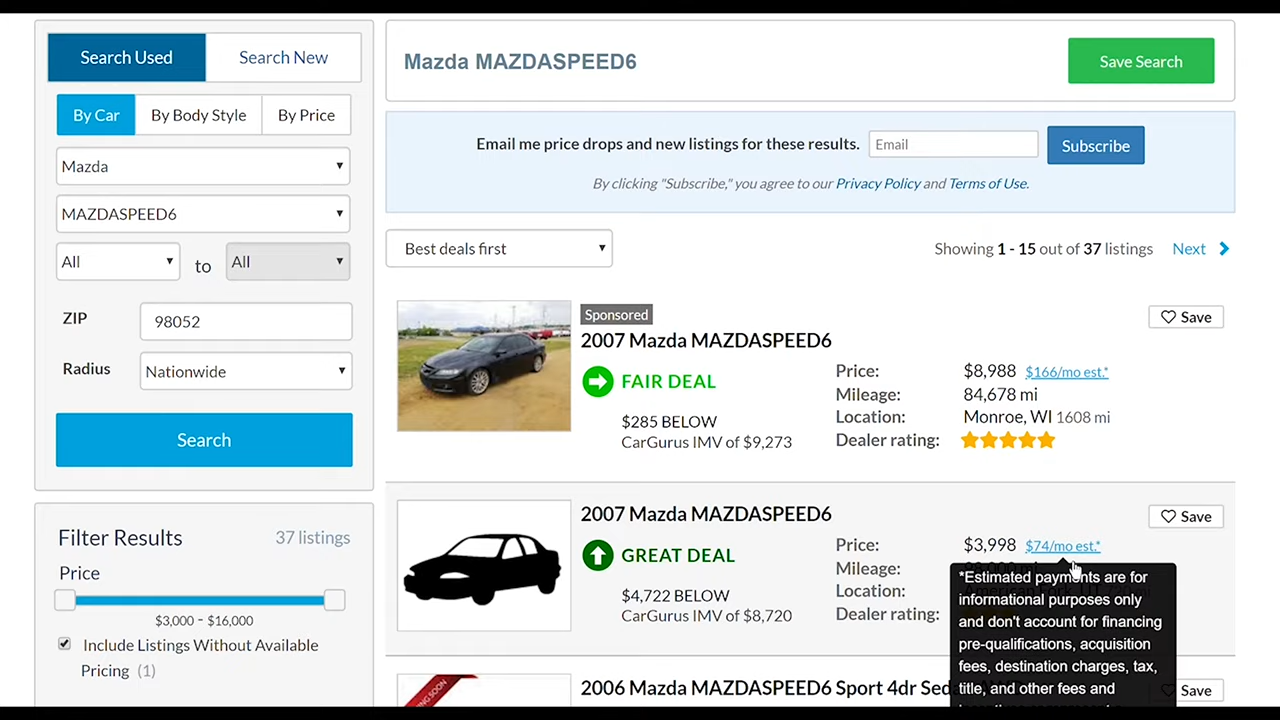 Search Used
Search New
By Car
By Body Style
By Price
Mazda
MAZDASPEED6
All
to
All
ZIP
98052
Radius
Nationwide
Search
Filter Results
37 listings
Price
$3,000 - $16,000
Include Listings Without Available
Pricing (1)
Mazda MAZDASPEED6
Save Search
Email me price drops and new listings for these results.
Email
Subscribe
By clicking "Subscribe," you agree to our Privacy Policy and Terms of Use.
Best deals first
Showing 1 - 15 out of 37 listings
Next
Sponsored
Save
2007 Mazda MAZDASPEED6
FAIR DEAL
$285 BELOW
CarGurus IMV of $9,273
Price: $8,988 $166/mo est.*
Mileage: 84,678 mi
Location: Monroe, WI 1608 mi
Dealer rating:
2007 Mazda MAZDASPEED6
Save
GREAT DEAL
$4,722 BELOW
CarGurus IMV of $8,720
Price: $3,998 $74/mo est.*
Mileage:
Location:
Dealer rating:
*Estimated payments are for
informational purposes only
and don't account for financing
pre-qualifications, acquisition
fees, destination charges, tax,
title, and other fees and
2006 Mazda MAZDASPEED6 Sport 4dr
Save